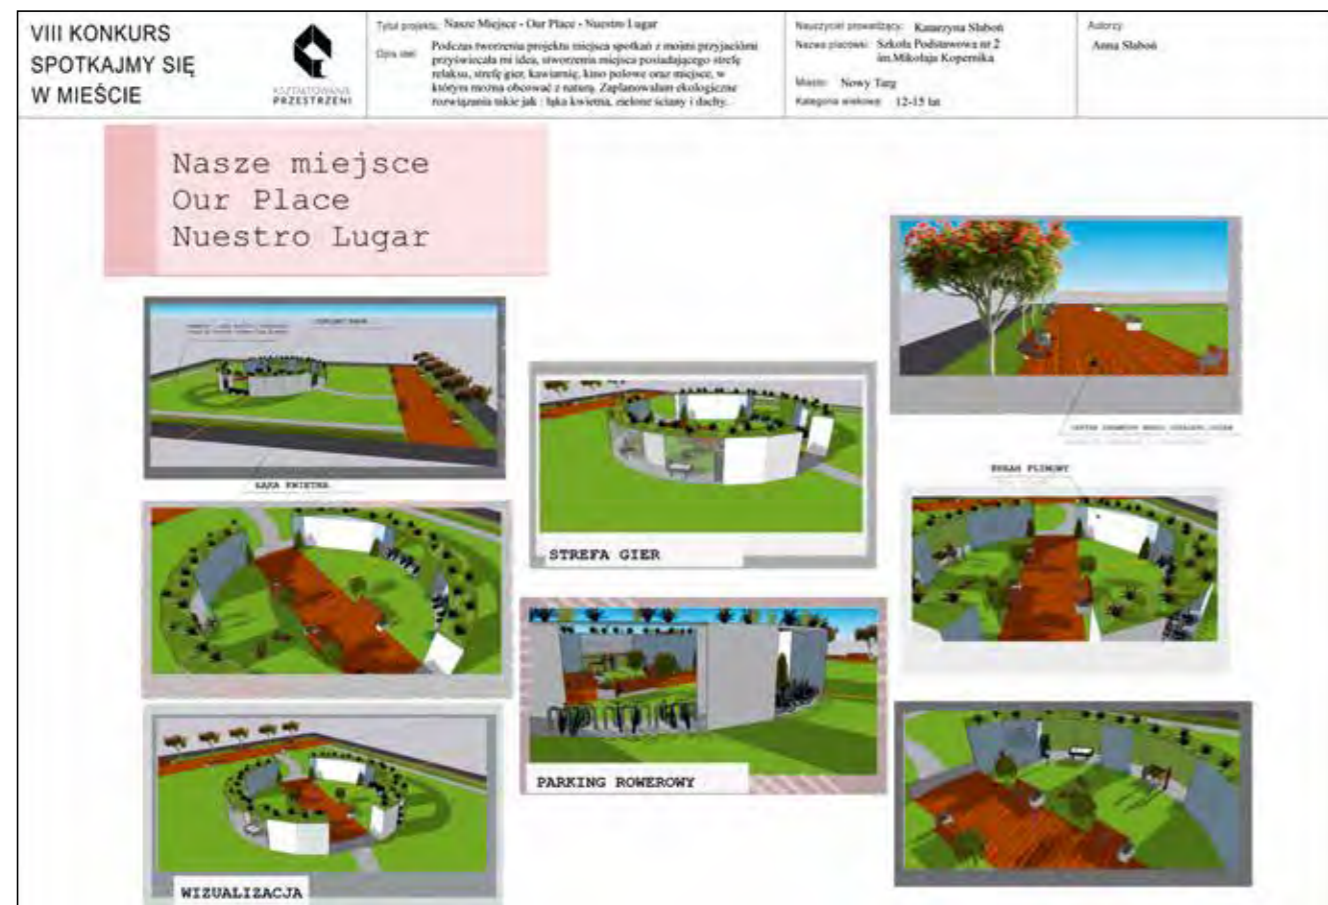 VIII KONKURS
SPOTKAJMY SIĘ
W MIEŚCIE
KSZTAŁTOWANIE
PRZESTRZENI
Tytuł projektu: Nasze Miejsce - Our Place - Nuestro Lugar
Opis idei: Podczas tworzenia projektu miejsca spotkań z moimi przyjaciółmi
przyświecała mi idea, stworzenia miejsca posiadającego strefę
relaksu, strefę gier, kawiarnię, kino polowe oraz miejsce, w
którym można obcować z naturą. Zaplanowałam ekologiczne
rozwiązania takie jak : łąka kwietna, zielone ściany i dachy.
Nauczyciel prowadzący: Katarzyna Słaboń
Nazwa placówki: Szkoła Podstawowa nr 2
im.Mikołaja Kopernika
Miasto: Nowy Targ
Kategoria wiekowa: 12-15 lat
Autorzy:
Anna Słaboń
Nasze miejsce
Our Place
Nuestro Lugar
ŁĄKA KWIETNA
STREFA GIER
EKRAN FILMOWY
PARKING ROWEROWY
WIZUALIZACJA